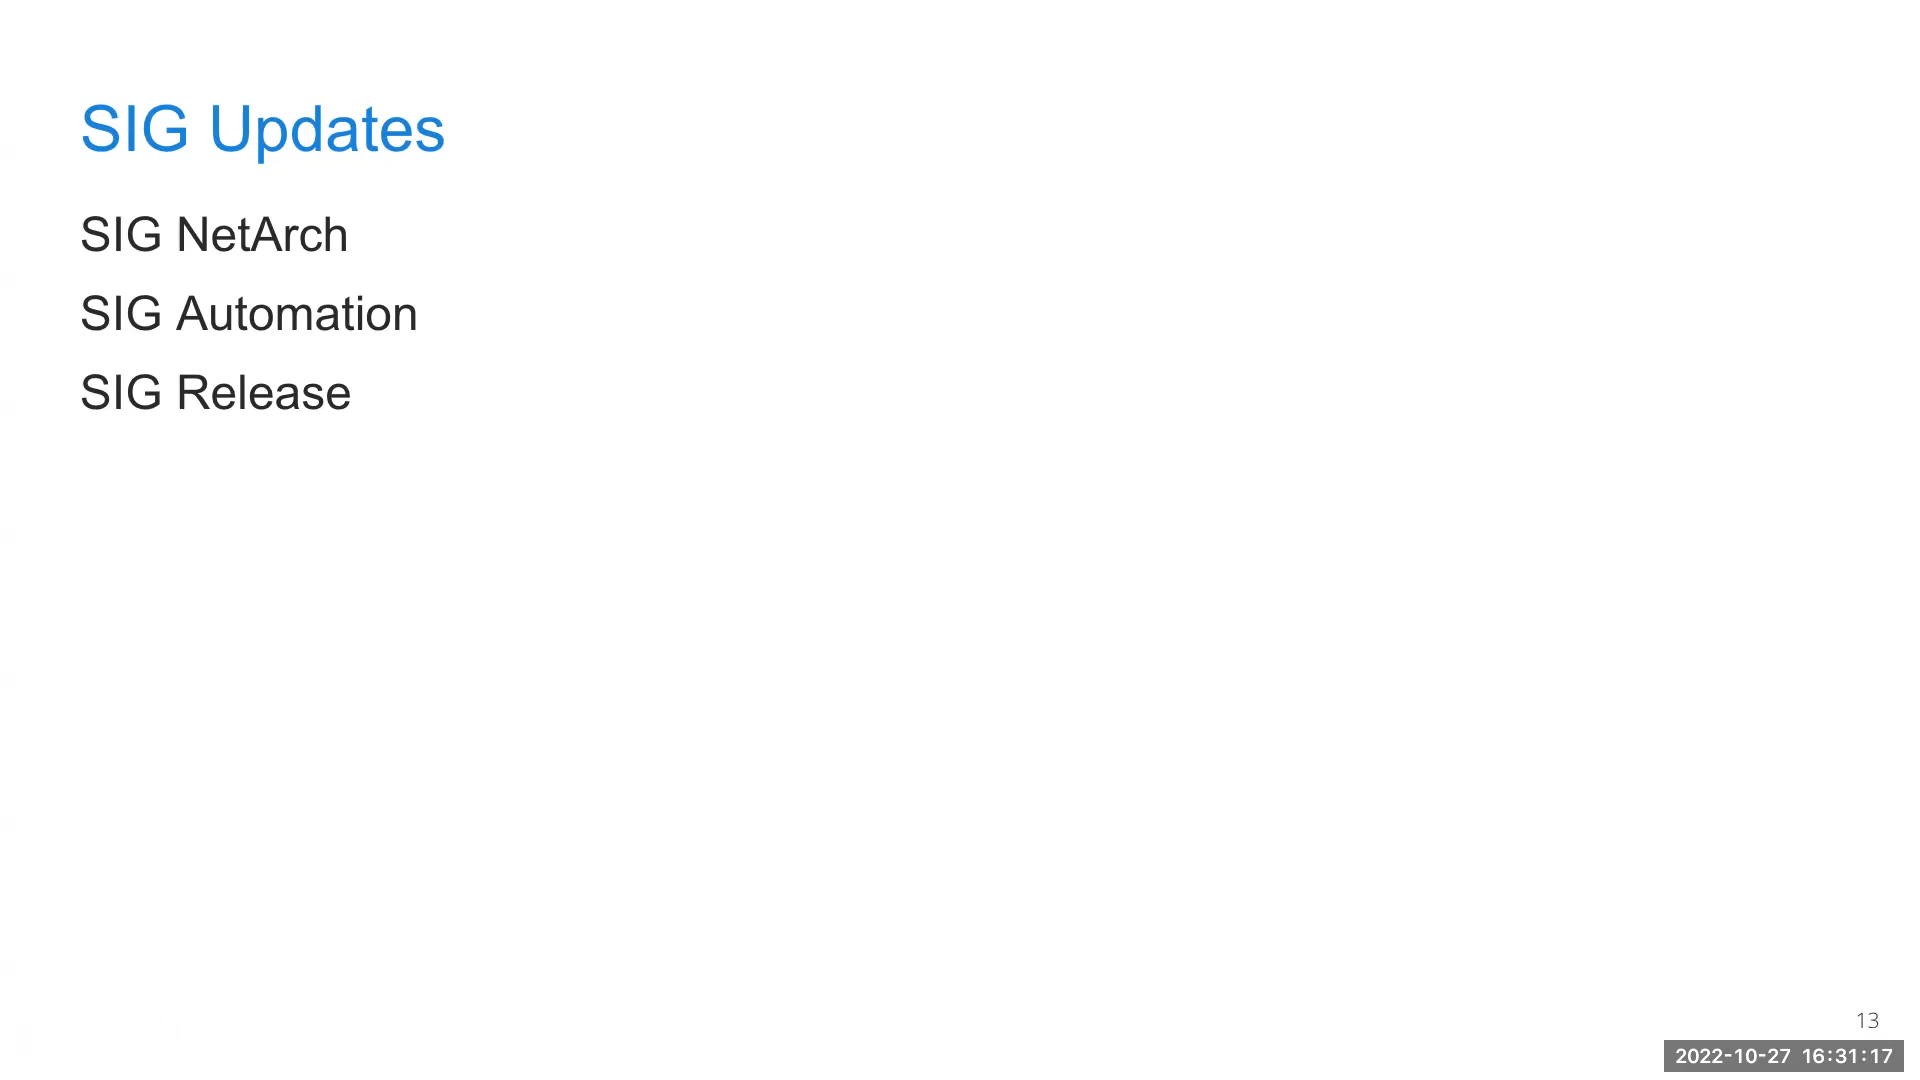 SIG Updates
SIG NetArch
SIG Automation
SIG Release
13
2022-10-27 16:31:17